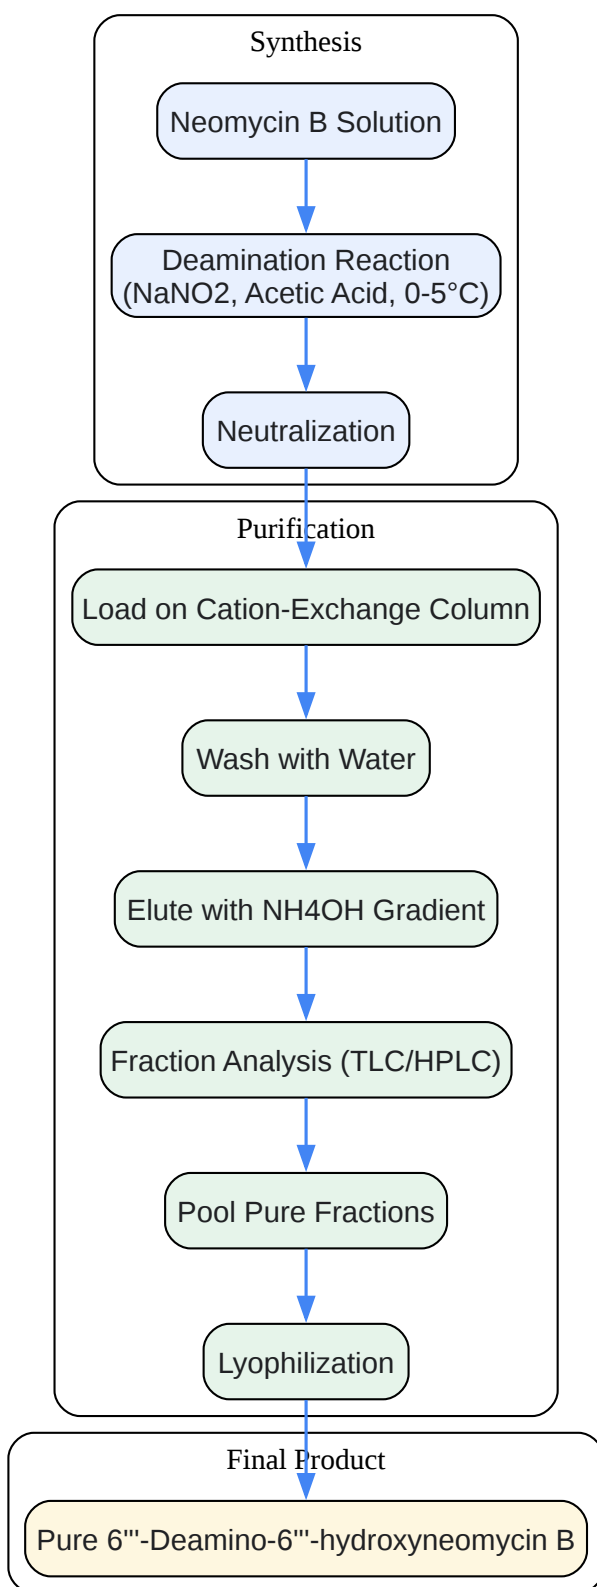 Synthesis
Neomycin B Solution
Deamination Reaction
(NaNO2, Acetic Acid, 0-5°C)
Neutralization
Purification
Load on Cation-Exchange Column
Wash with Water
Elute with NH4OH Gradient
Fraction Analysis (TLC/HPLC)
Pool Pure Fractions
Lyophilization
Final Product
Pure 6'''-Deamino-6'''-hydroxyneomycin B